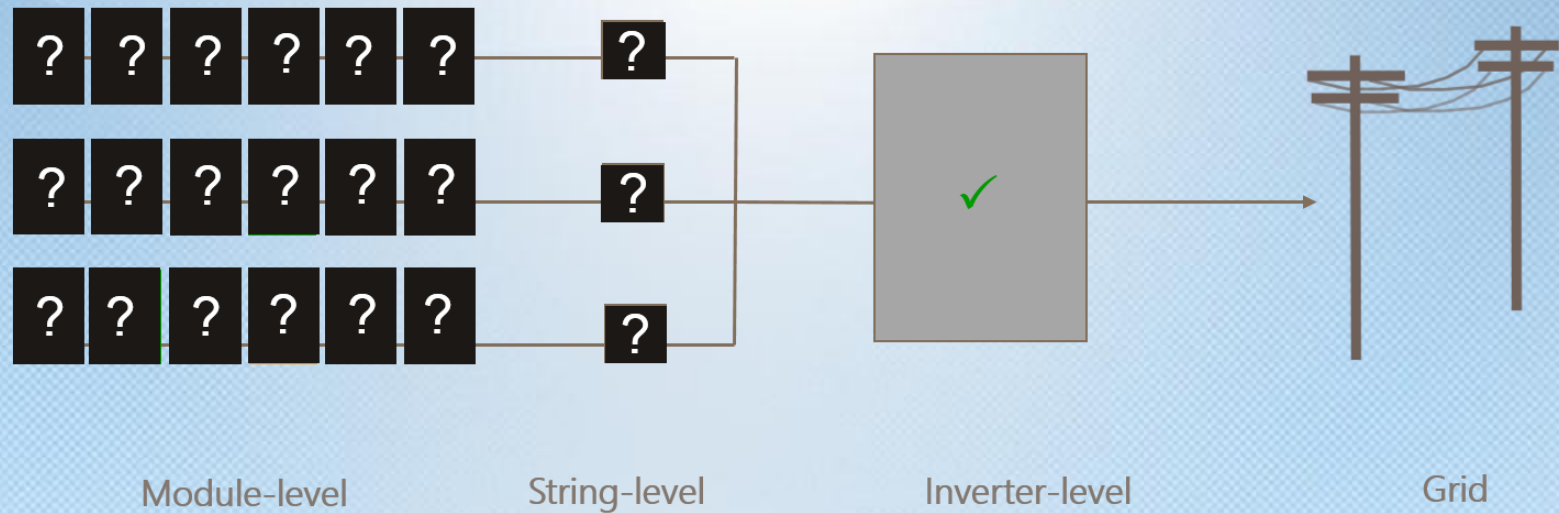 ? ? ? ? ? ? ?
? ? ? ? ? ? ? ✓
? ? ? ? ? ? ?
Module-level String-level Inverter-level Grid